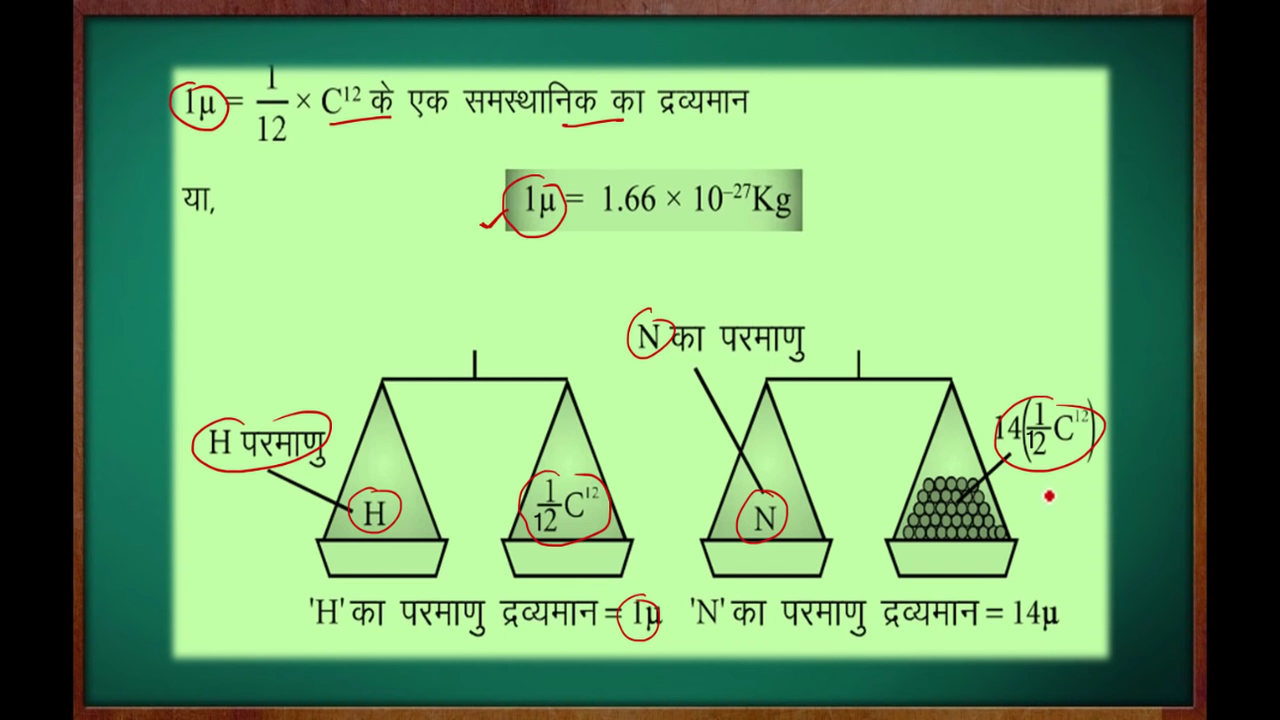 1μ = 1/12 × C¹² के एक समस्थानिक का द्रव्यमान
या,
1μ = 1.66 × 10⁻²⁷Kg
N का परमाणु
H परमाणु
14(1/12 C¹²)
H
1/12 C¹²
N
'H' का परमाणु द्रव्यमान = 1μ
'N' का परमाणु द्रव्यमान = 14μ